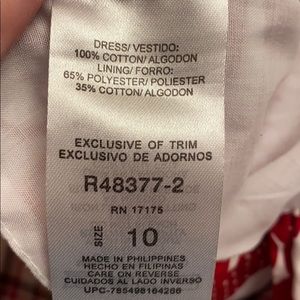 DRESS/ VESTIDO:
100% COTTON/ ALGODON
LINING/ FORRO:
65% POLYESTER/ POLIESTER
35% COTTON/ ALGODON
EXCLUSIVE OF TRIM
EXCLUSIVO DE ADORNOS
R48377-2
RN 17175
SIZE 10
MADE IN PHILIPPINES
HECHO EN FILIPINAS
CARE ON REVERSE
CUIDADOS AL LADO INVERSO
UPC-785498164266